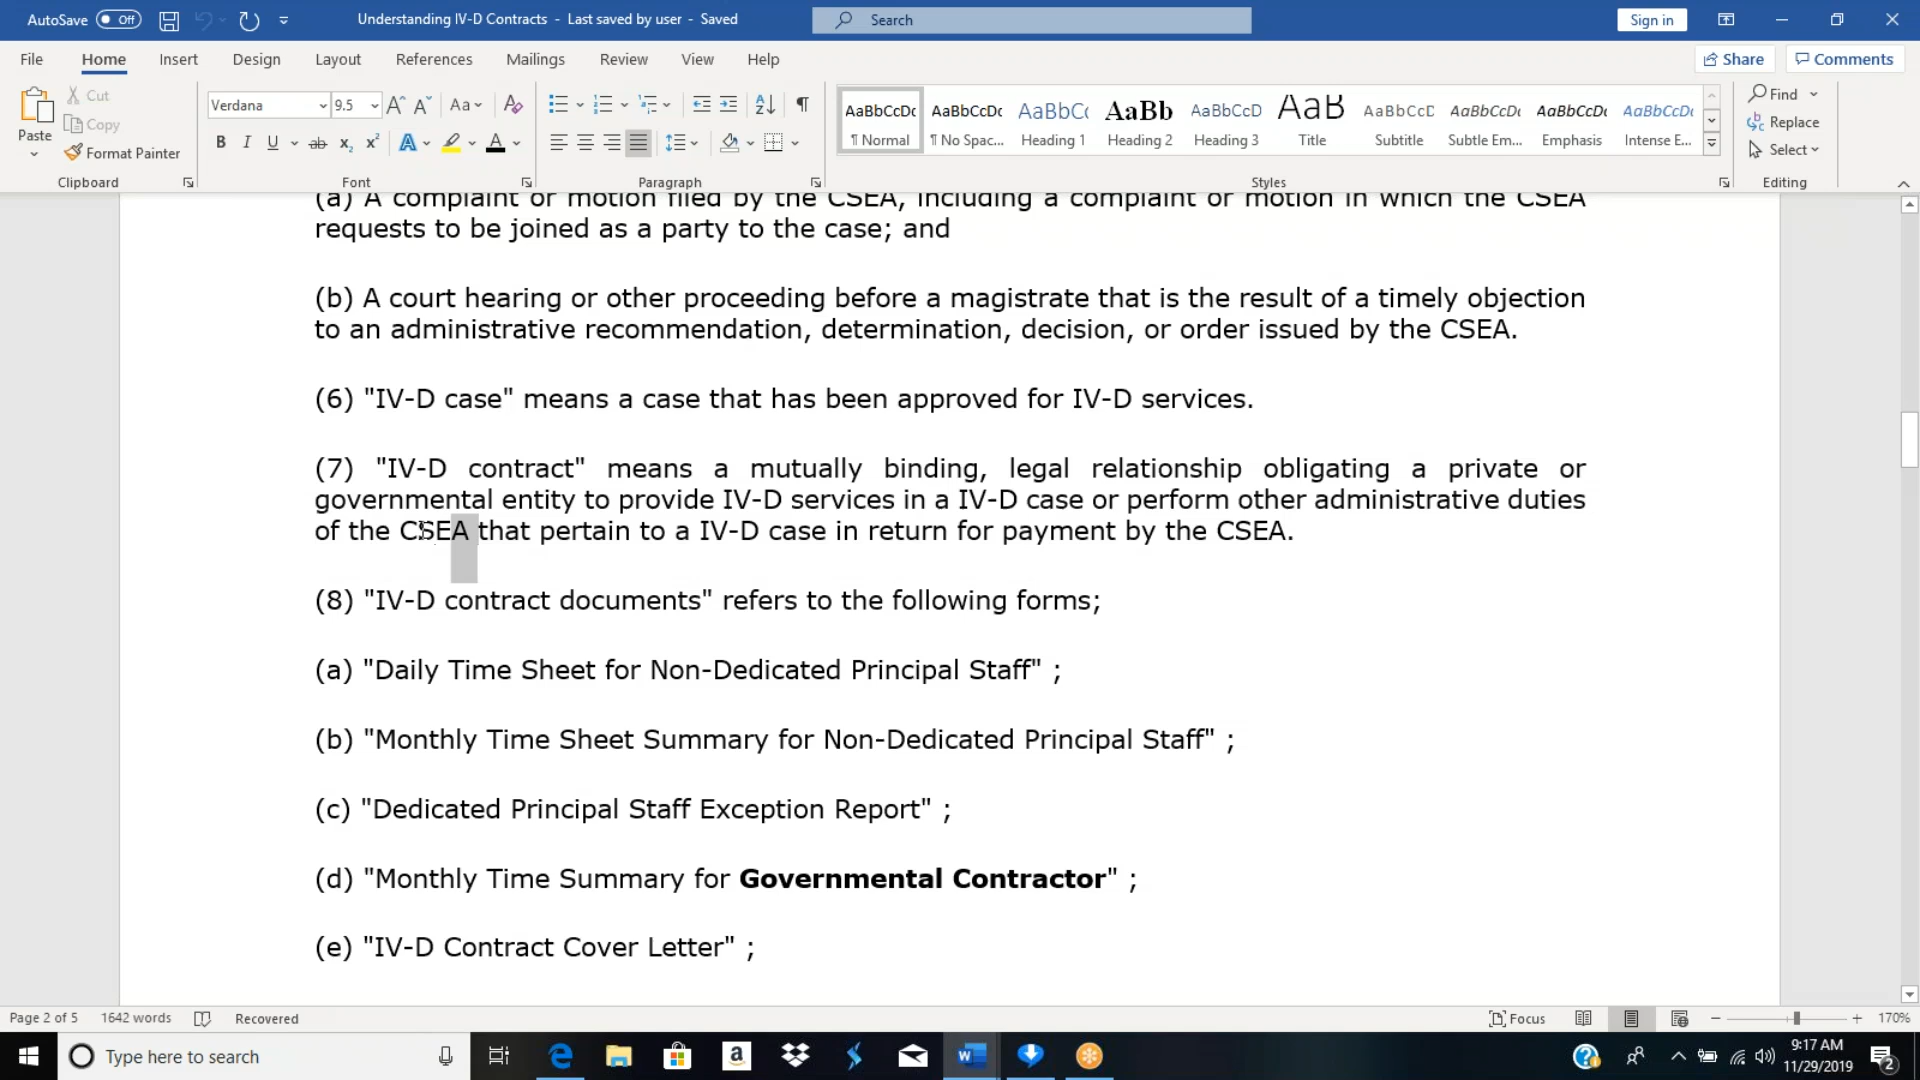 AutoSave Off
Understanding IV-D Contracts - Last saved by user - Saved
Search
Sign in
File Home Insert Design Layout References Mailings Review View Help
Share Comments
Paste
Cut
Copy
Format Painter
Clipboard
Verdana 9.5
Font
Paragraph
AaBbCcDc ¶ Normal
AaBbCcDc ¶ No Spac...
AaBbC( Heading 1
AaBb Heading 2
AaBbCcD Heading 3
AaB Title
AaBbCcD Subtitle
AaBbCcDc Subtle Em...
AaBbCcDc Emphasis
AaBbCcDc Intense E...
Styles
Find
Replace
Select
Editing
(a) A complaint or motion filed by the CSEA, including a complaint or motion in which the CSEA
requests to be joined as a party to the case; and
(b) A court hearing or other proceeding before a magistrate that is the result of a timely objection
to an administrative recommendation, determination, decision, or order issued by the CSEA.
(6) "IV-D case" means a case that has been approved for IV-D services.
(7) "IV-D contract" means a mutually binding, legal relationship obligating a private or
governmental entity to provide IV-D services in a IV-D case or perform other administrative duties
of the CSEA that pertain to a IV-D case in return for payment by the CSEA.
(8) "IV-D contract documents" refers to the following forms;
(a) "Daily Time Sheet for Non-Dedicated Principal Staff" ;
(b) "Monthly Time Sheet Summary for Non-Dedicated Principal Staff" ;
(c) "Dedicated Principal Staff Exception Report" ;
(d) "Monthly Time Summary for Governmental Contractor" ;
(e) "IV-D Contract Cover Letter" ;
Page 2 of 5 1642 words Recovered
Focus
170%
Type here to search
9:17 AM
11/29/2019
2